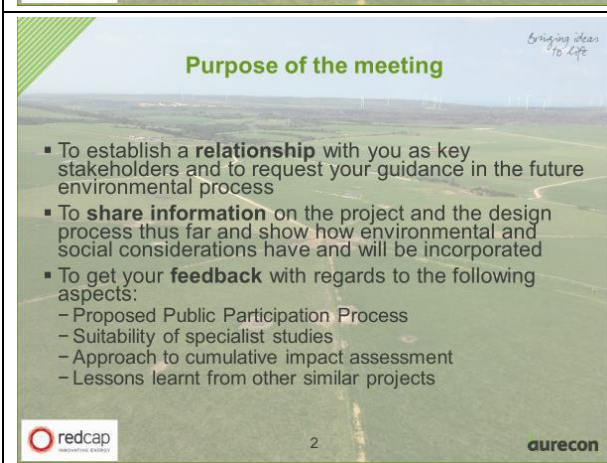 Bringing ideas
to life
Purpose of the meeting
▪ To establish a relationship with you as key
stakeholders and to request your guidance in the future
environmental process
▪ To share information on the project and the design
process thus far and show how environmental and
social considerations have and will be incorporated
▪ To get your feedback with regards to the following
aspects:
− Proposed Public Participation Process
− Suitability of specialist studies
− Approach to cumulative impact assessment
− Lessons learnt from other similar projects
redcap
INNOVATING ENERGY
2
aurecon